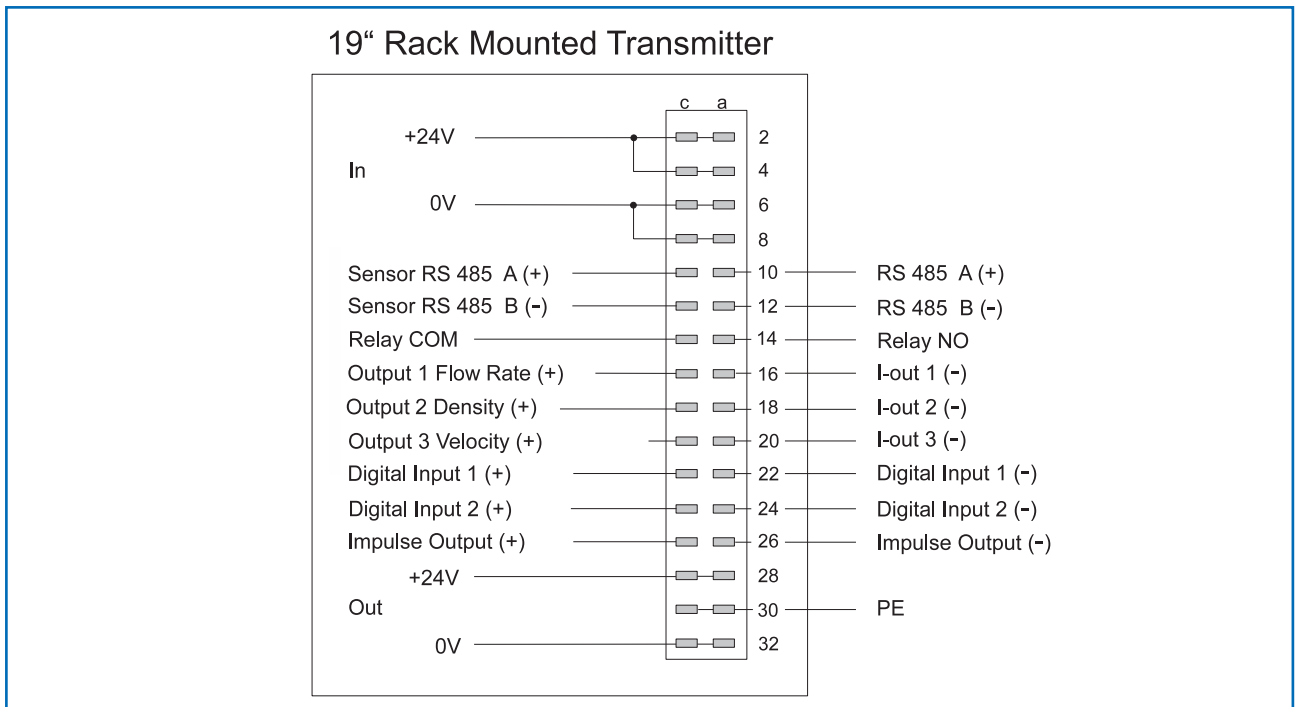 19“ Rack Mounted Transmitter
c a
+24V 2
In 4
0V 6
8
Sensor RS 485 A (+) 10 RS 485 A (+)
Sensor RS 485 B (-) 12 RS 485 B (-)
Relay COM 14 Relay NO
Output 1 Flow Rate (+) 16 I-out 1 (-)
Output 2 Density (+) 18 I-out 2 (-)
Output 3 Velocity (+) 20 I-out 3 (-)
Digital Input 1 (+) 22 Digital Input 1 (-)
Digital Input 2 (+) 24 Digital Input 2 (-)
Impulse Output (+) 26 Impulse Output (-)
+24V 28
Out 30 PE
0V 32